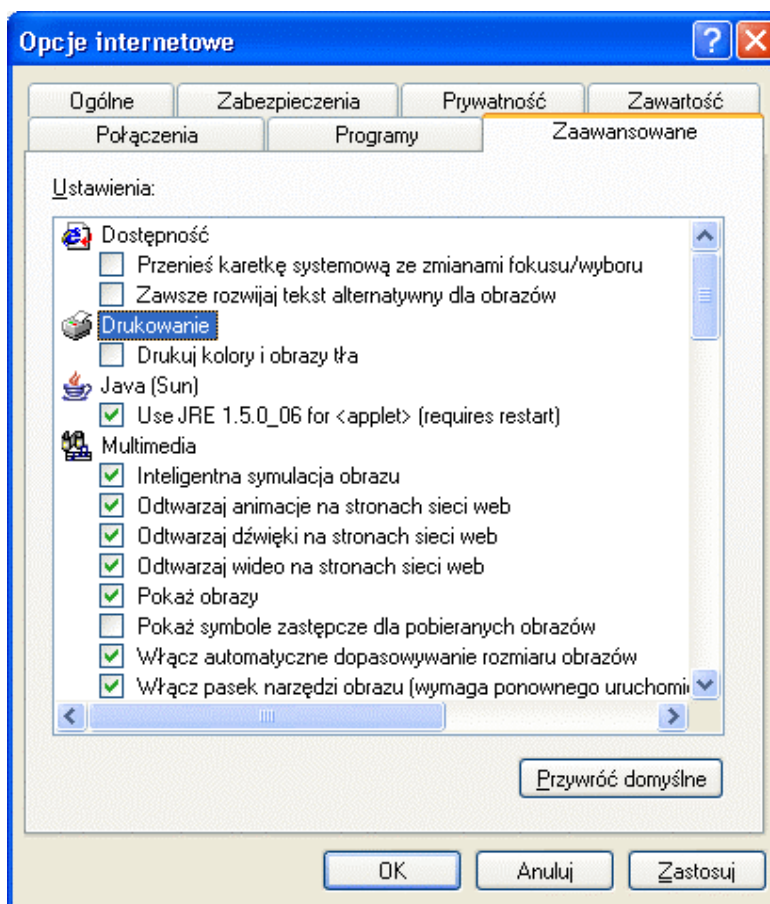 Opcje internetowe
Ogólne Zabezpieczenia Prywatność Zawartość
Połączenia Programy Zaawansowane
Ustawienia:
Dostępność
Przenieś karetkę systemową ze zmianami fokusu/wyboru
Zawsze rozwijaj tekst alternatywny dla obrazów
Drukowanie
Drukuj kolory i obrazy tła
Java (Sun)
Use JRE 1.5.0_06 for <applet> (requires restart)
Multimedia
Inteligentna symulacja obrazu
Odtwarzaj animacje na stronach sieci web
Odtwarzaj dźwięki na stronach sieci web
Odtwarzaj wideo na stronach sieci web
Pokaż obrazy
Pokaż symbole zastępcze dla pobieranych obrazów
Włącz automatyczne dopasowywanie rozmiaru obrazów
Włącz pasek narzędzi obrazu (wymaga ponownego uruchomi
Przywróć domyślne
OK Anuluj Zastosuj